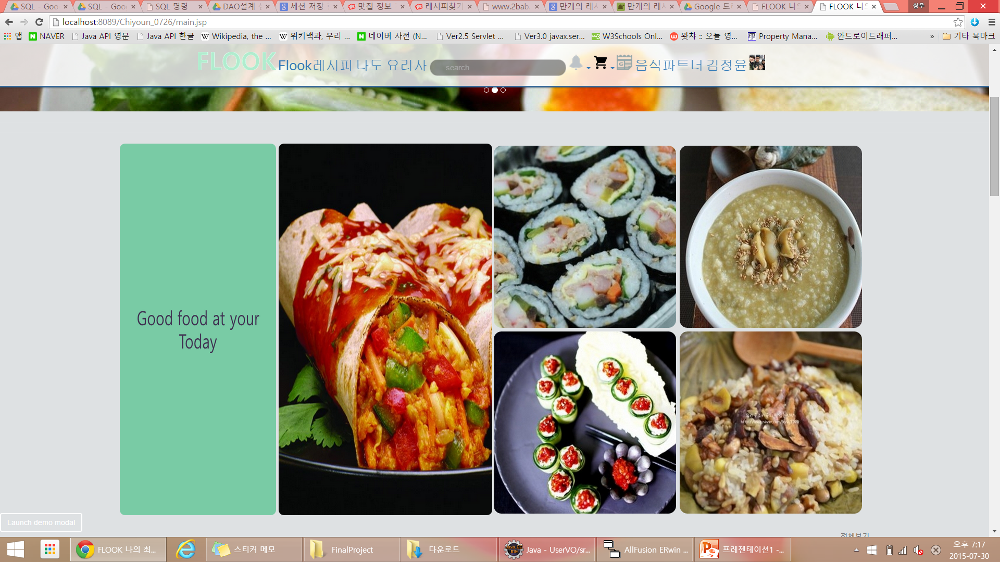 SQL - Goo
SQL - Goo
SQL 명령
DAO설계
세션 저장
맛집 정보
레시피찾기
www.2bab.
만개의 레시
만개의 레시
Google 드
FLOOK 나의
FLOOK 나의
상우
localhost:8089/Chiyoun_0726/main.jsp
앱
NAVER
Java API 영문
Java API 한글
Wikipedia, the ...
위키백과, 우리 ...
네이버 사전 (N...
Ver2.5 Servlet ...
Ver3.0 javax.ser...
W3Schools Onl...
왓챠 :: 오늘 영...
Property Mana...
안드로이드래퍼...
»
기타 북마크
FLOOK Flook레시피 나도 요리사 search 음식파트너 김정윤
Good food at your
Today
Launch demo modal
전체보기
FLOOK 나의 최...
스티커 메모
FinalProject
다운로드
Java - UserVO/sr...
AllFusion ERwin ...
프레젠테이션1 -...
오후 7:17
2015-07-30